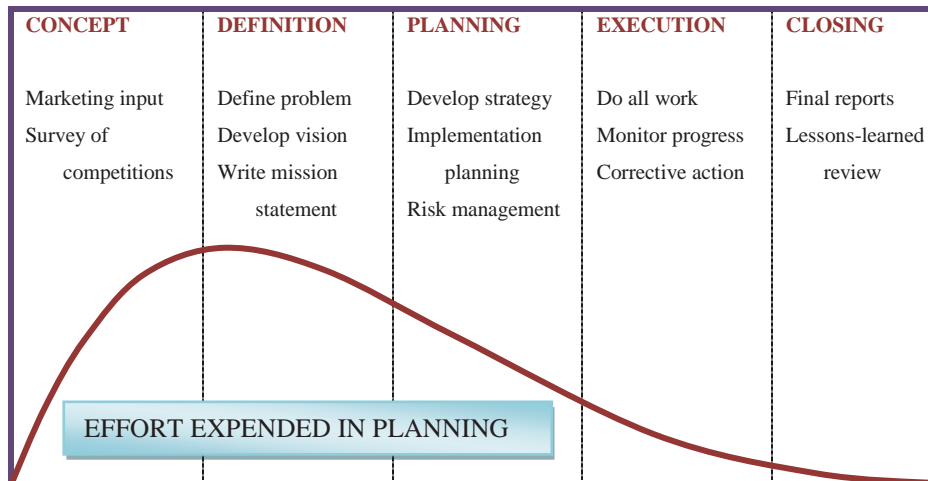 CONCEPT
Marketing input
Survey of
competitions
DEFINITION
Define problem
Develop vision
Write mission
statement
PLANNING
Develop strategy
Implementation
planning
Risk management
EXECUTION
Do all work
Monitor progress
Corrective action
CLOSING
Final reports
Lessons-learned
review
EFFORT EXPENDED IN PLANNING